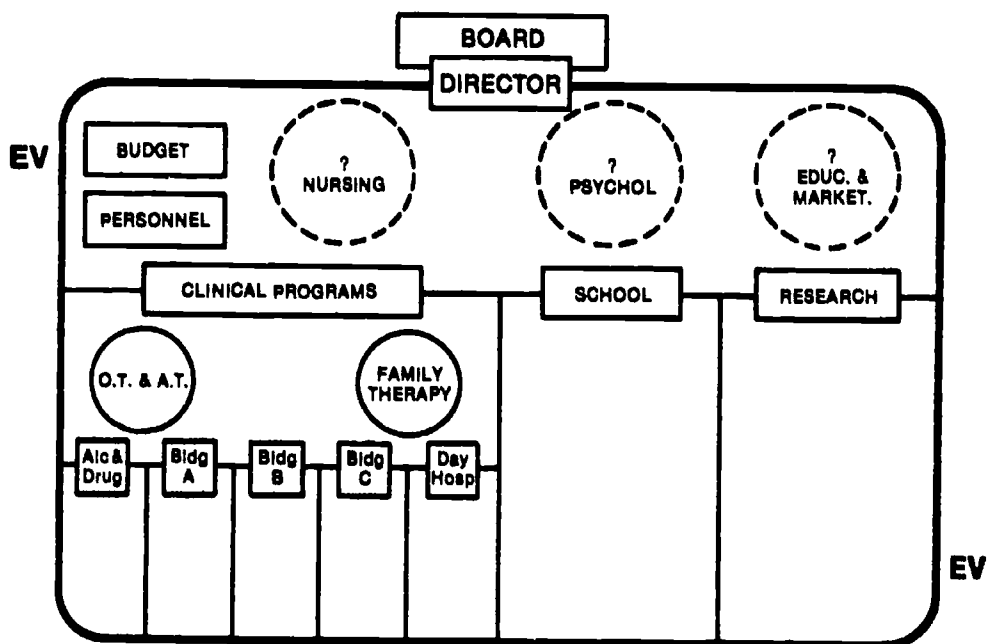 BOARD
DIRECTOR
EV
BUDGET
PERSONNEL
?
NURSING
?
PSYCHOL
?
EDUC. &
MARKET.
CLINICAL PROGRAMS
SCHOOL
RESEARCH
O.T. & A.T.
FAMILY
THERAPY
Alc &
Drug
Bldg
A
Bldg
B
Bldg
C
Day
Hosp
EV